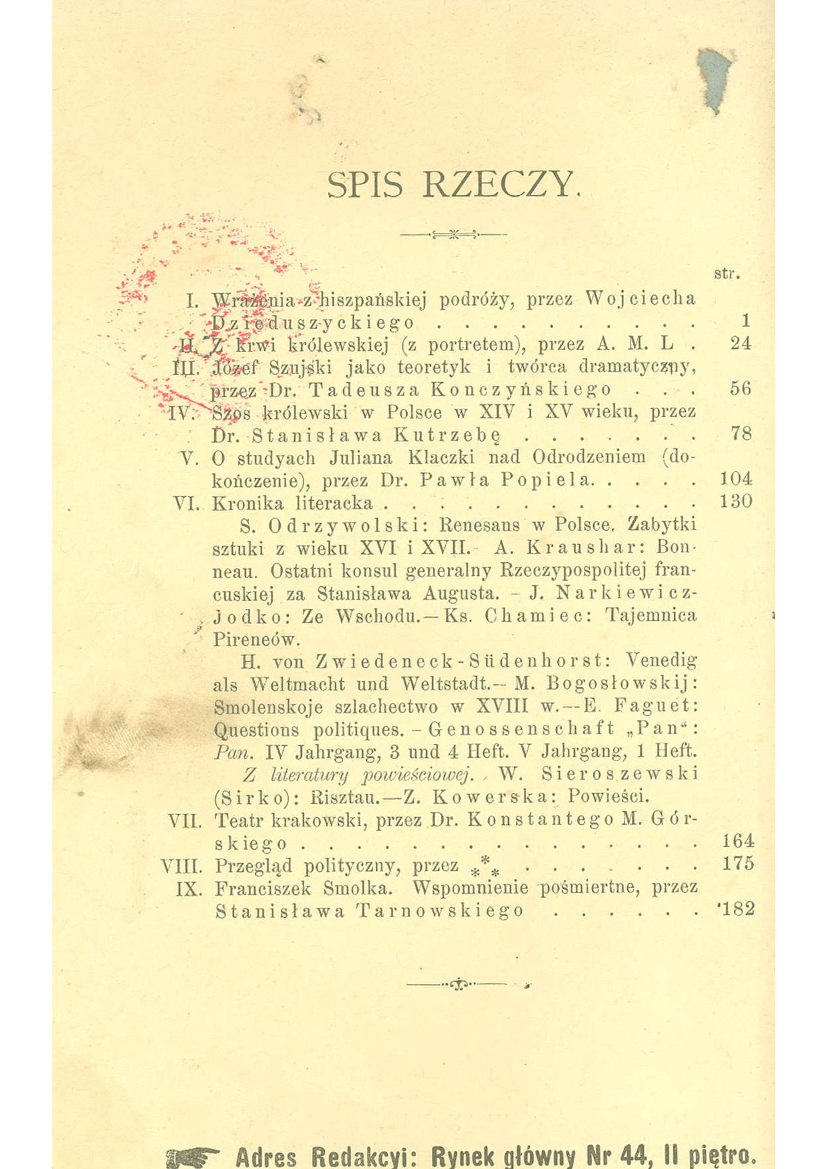 SPIS RZECZY.
str.
I. Wrażenia z hiszpańskiej podróży, przez Wojciecha
Dzieduszyckiego . . . . . . . . . . 1
II. Z krwi królewskiej (z portretem), przez A. M. L . 24
III. Józef Szujski jako teoretyk i twórca dramatyczny,
przez Dr. Tadeusza Konczyńskiego . . . 56
IV. Szos królewski w Polsce w XIV i XV wieku, przez
Dr. Stanisława Kutrzebę . . . . . . . 78
V. O studyach Juliana Klaczki nad Odrodzeniem (do-
kończenie), przez Dr. Pawła Popiela. . . . . 104
VI. Kronika literacka . . . . . . . . . . . . 130
S. Odrzywolski: Renesans w Polsce. Zabytki
sztuki z wieku XVI i XVII.- A. Kraushar: Bon-
neau. Ostatni konsul generalny Rzeczypospolitej fran-
cuskiej za Stanisława Augusta. – J. Narkiewicz-
Jodko: Ze Wschodu.— Ks. Chamiec: Tajemnica
Pireneów.
H. von Zwiedeneck-Südenhorst: Venedig
als Weltmacht und Weltstadt.— M. Bogosłowskij:
Smolenskoje szlachectwo w XVIII w.—E. Faguet:
Questions politiques. – Genossenschaft „Pan“:
Pan. IV Jahrgang, 3 und 4 Heft. V Jahrgang, 1 Heft.
Z literatury powieściowej. W. Sieroszewski
(Sirko): Risztau.—Z. Kowerska: Powieści.
VII. Teatr krakowski, przez Dr. Konstantego M. Gór-
skiego . . . . . . . . . . . . . . . 164
VIII. Przegląd polityczny, przez *** . . . . . . . 175
IX. Franciszek Smolka. Wspomnienie pośmiertne, przez
Stanisława Tarnowskiego . . . . . . 182
Adres Redakcyi: Rynek główny Nr 44, II piętro.